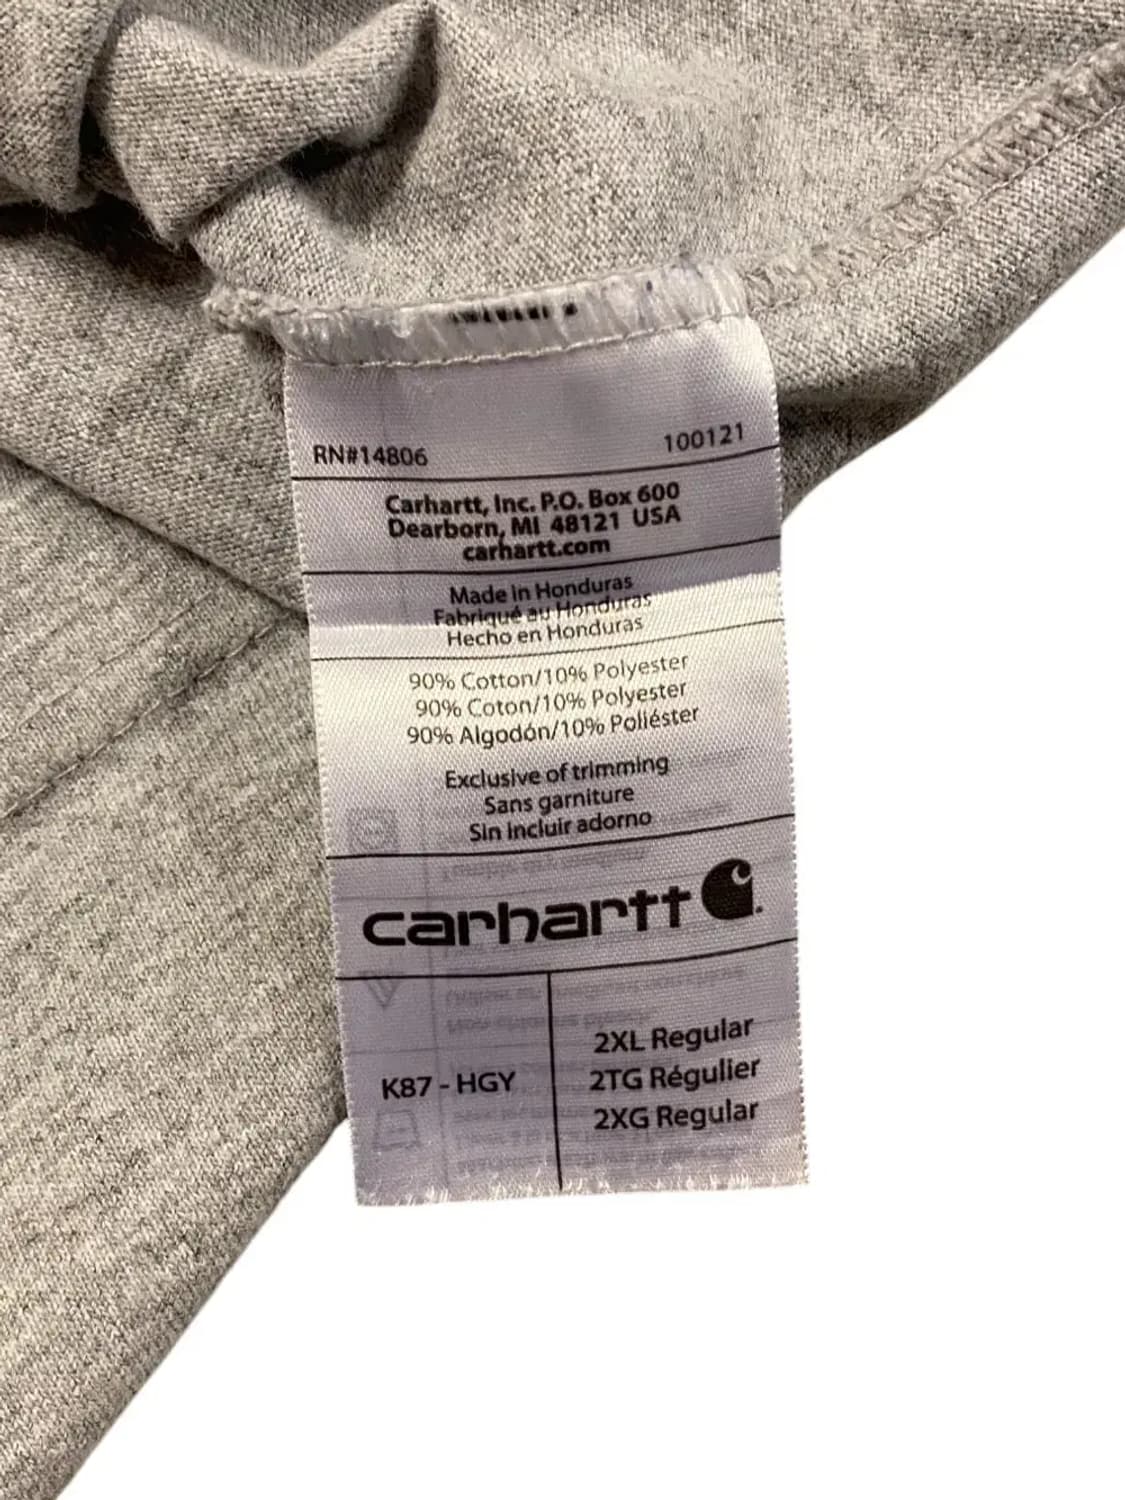 RN#14806
100121
Carhartt, Inc. P.O. Box 600
Dearborn, MI 48121 USA
carhartt.com
Made in Honduras
Fabriqué au Honduras
Hecho en Honduras
90% Cotton/10% Polyester
90% Coton/10% Polyester
90% Algodón/10% Poliéster
Exclusive of trimming
Sans garniture
Sin incluir adorno
carhartt
K87 - HGY
2XL Regular
2TG Régulier
2XG Regular